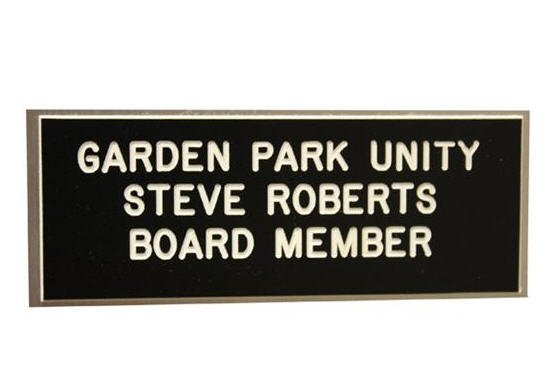 GARDEN PARK UNITY
STEVE ROBERTS
BOARD MEMBER